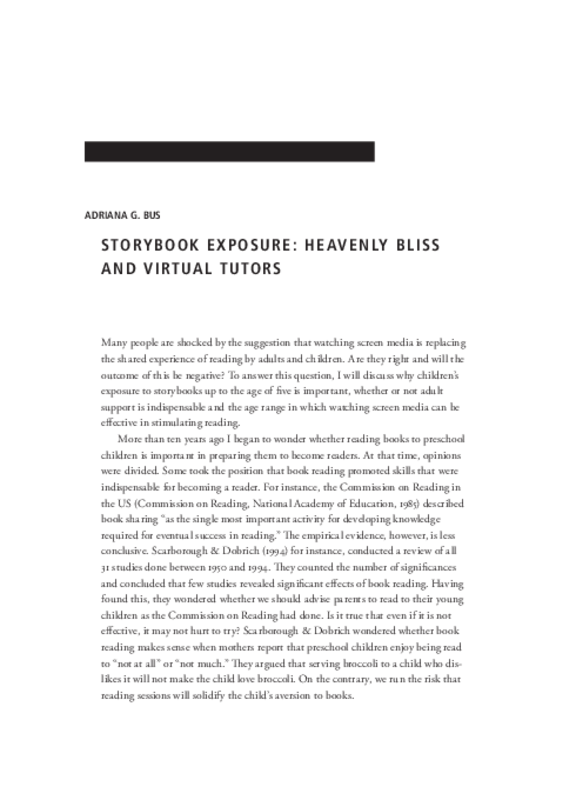 ADRIANA G. BUS
STORYBOOK EXPOSURE: HEAVENLY BLISS
AND VIRTUAL TUTORS
Many people are shocked by the suggestion that watching screen media is replacing
the shared experience of reading by adults and children. Are they right and will the
outcome of this be negative? To answer this question, I will discuss why children's
exposure to storybooks up to the age of five is important, whether or not adult
support is indispensable and the age range in which watching screen media can be
effective in stimulating reading.
More than ten years ago I began to wonder whether reading books to preschool
children is important in preparing them to become readers. At that time, opinions
were divided. Some took the position that book reading promoted skills that were
indispensable for becoming a reader. For instance, the Commission on Reading in
the US (Commission on Reading, National Academy of Education, 1985) described
book sharing “as the single most important activity for developing knowledge
required for eventual success in reading.” The empirical evidence, however, is less
conclusive. Scarborough & Dobrich (1994) for instance, conducted a review of all
31 studies done between 1950 and 1994. They counted the number of significances
and concluded that few studies revealed significant effects of book reading. Having
found this, they wondered whether we should advise parents to read to their young
children as the Commission on Reading had done. Is it true that even if it is not
effective, it may not hurt to try? Scarborough & Dobrich wondered whether book
reading makes sense when mothers report that preschool children enjoy being read
to “not at all” or “not much.” They argued that serving broccoli to a child who dis-
likes it will not make the child love broccoli. On the contrary, we run the risk that
reading sessions will solidify the child's aversion to books.